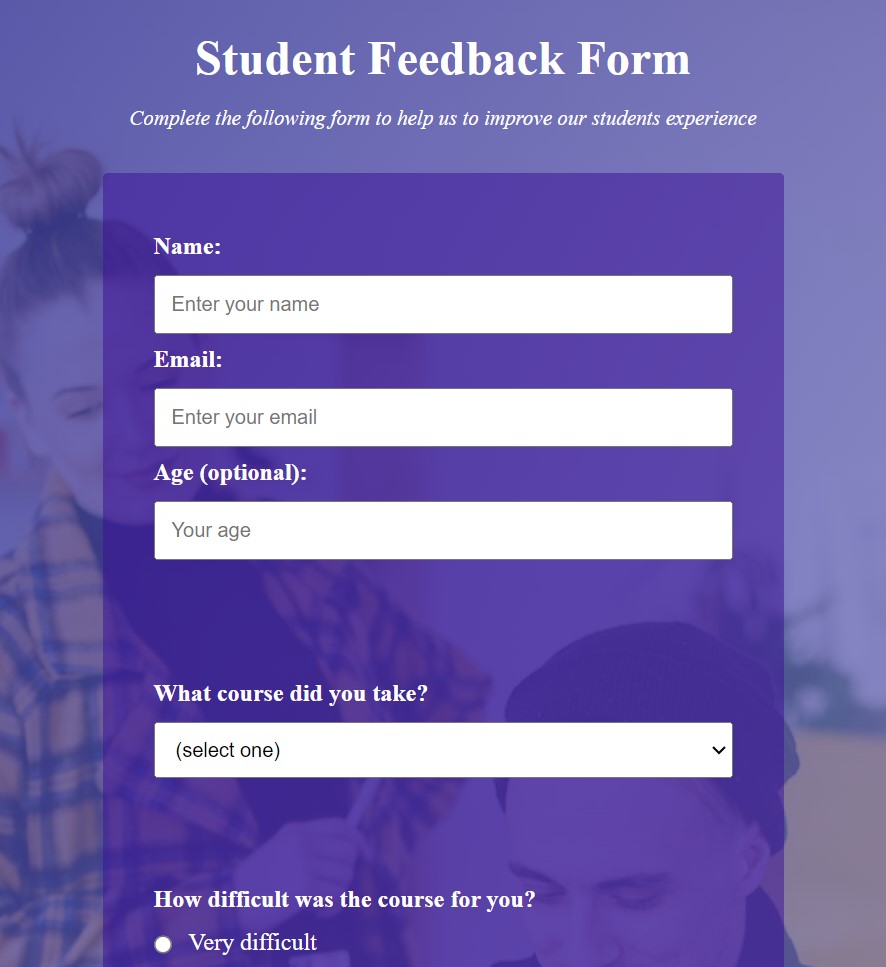 Student Feedback Form
Complete the following form to help us to improve our students experience
Name:
Enter your name
Email:
Enter your email
Age (optional):
Your age
What course did you take?
(select one)
How difficult was the course for you?
Very difficult